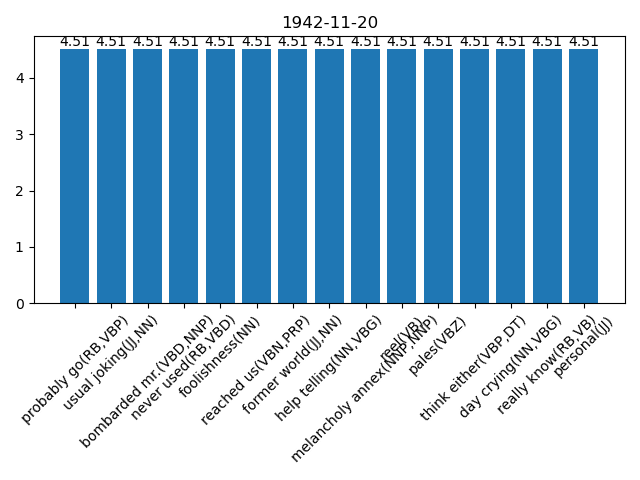 1942-11-20
4.51 4.51 4.51 4.51 4.51 4.51 4.51 4.51 4.51 4.51 4.51 4.51 4.51 4.51 4.51
4
3
2
1
0
probably go(RB,VBP)
usual joking(JJ,NN)
bombarded mr.(VBD,NNP)
never used(RB,VBD)
foolishness(NN)
reached us(VBN,PRP)
former world(JJ,NN)
help telling(NN,VBG)
melancholy annex(NNP,NNP)
pales(VBZ)
think either(VBP,DT)
day crying(NN,VBG)
really know(RB,VB)
personal(JJ)